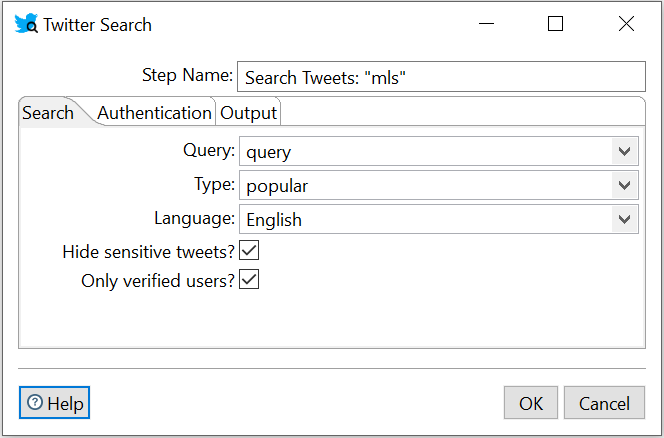 Twitter Search
Step Name: Search Tweets: "mls"
Search Authentication Output
Query: query
Type: popular
Language: English
Hide sensitive tweets?
Only verified users?
Help OK Cancel